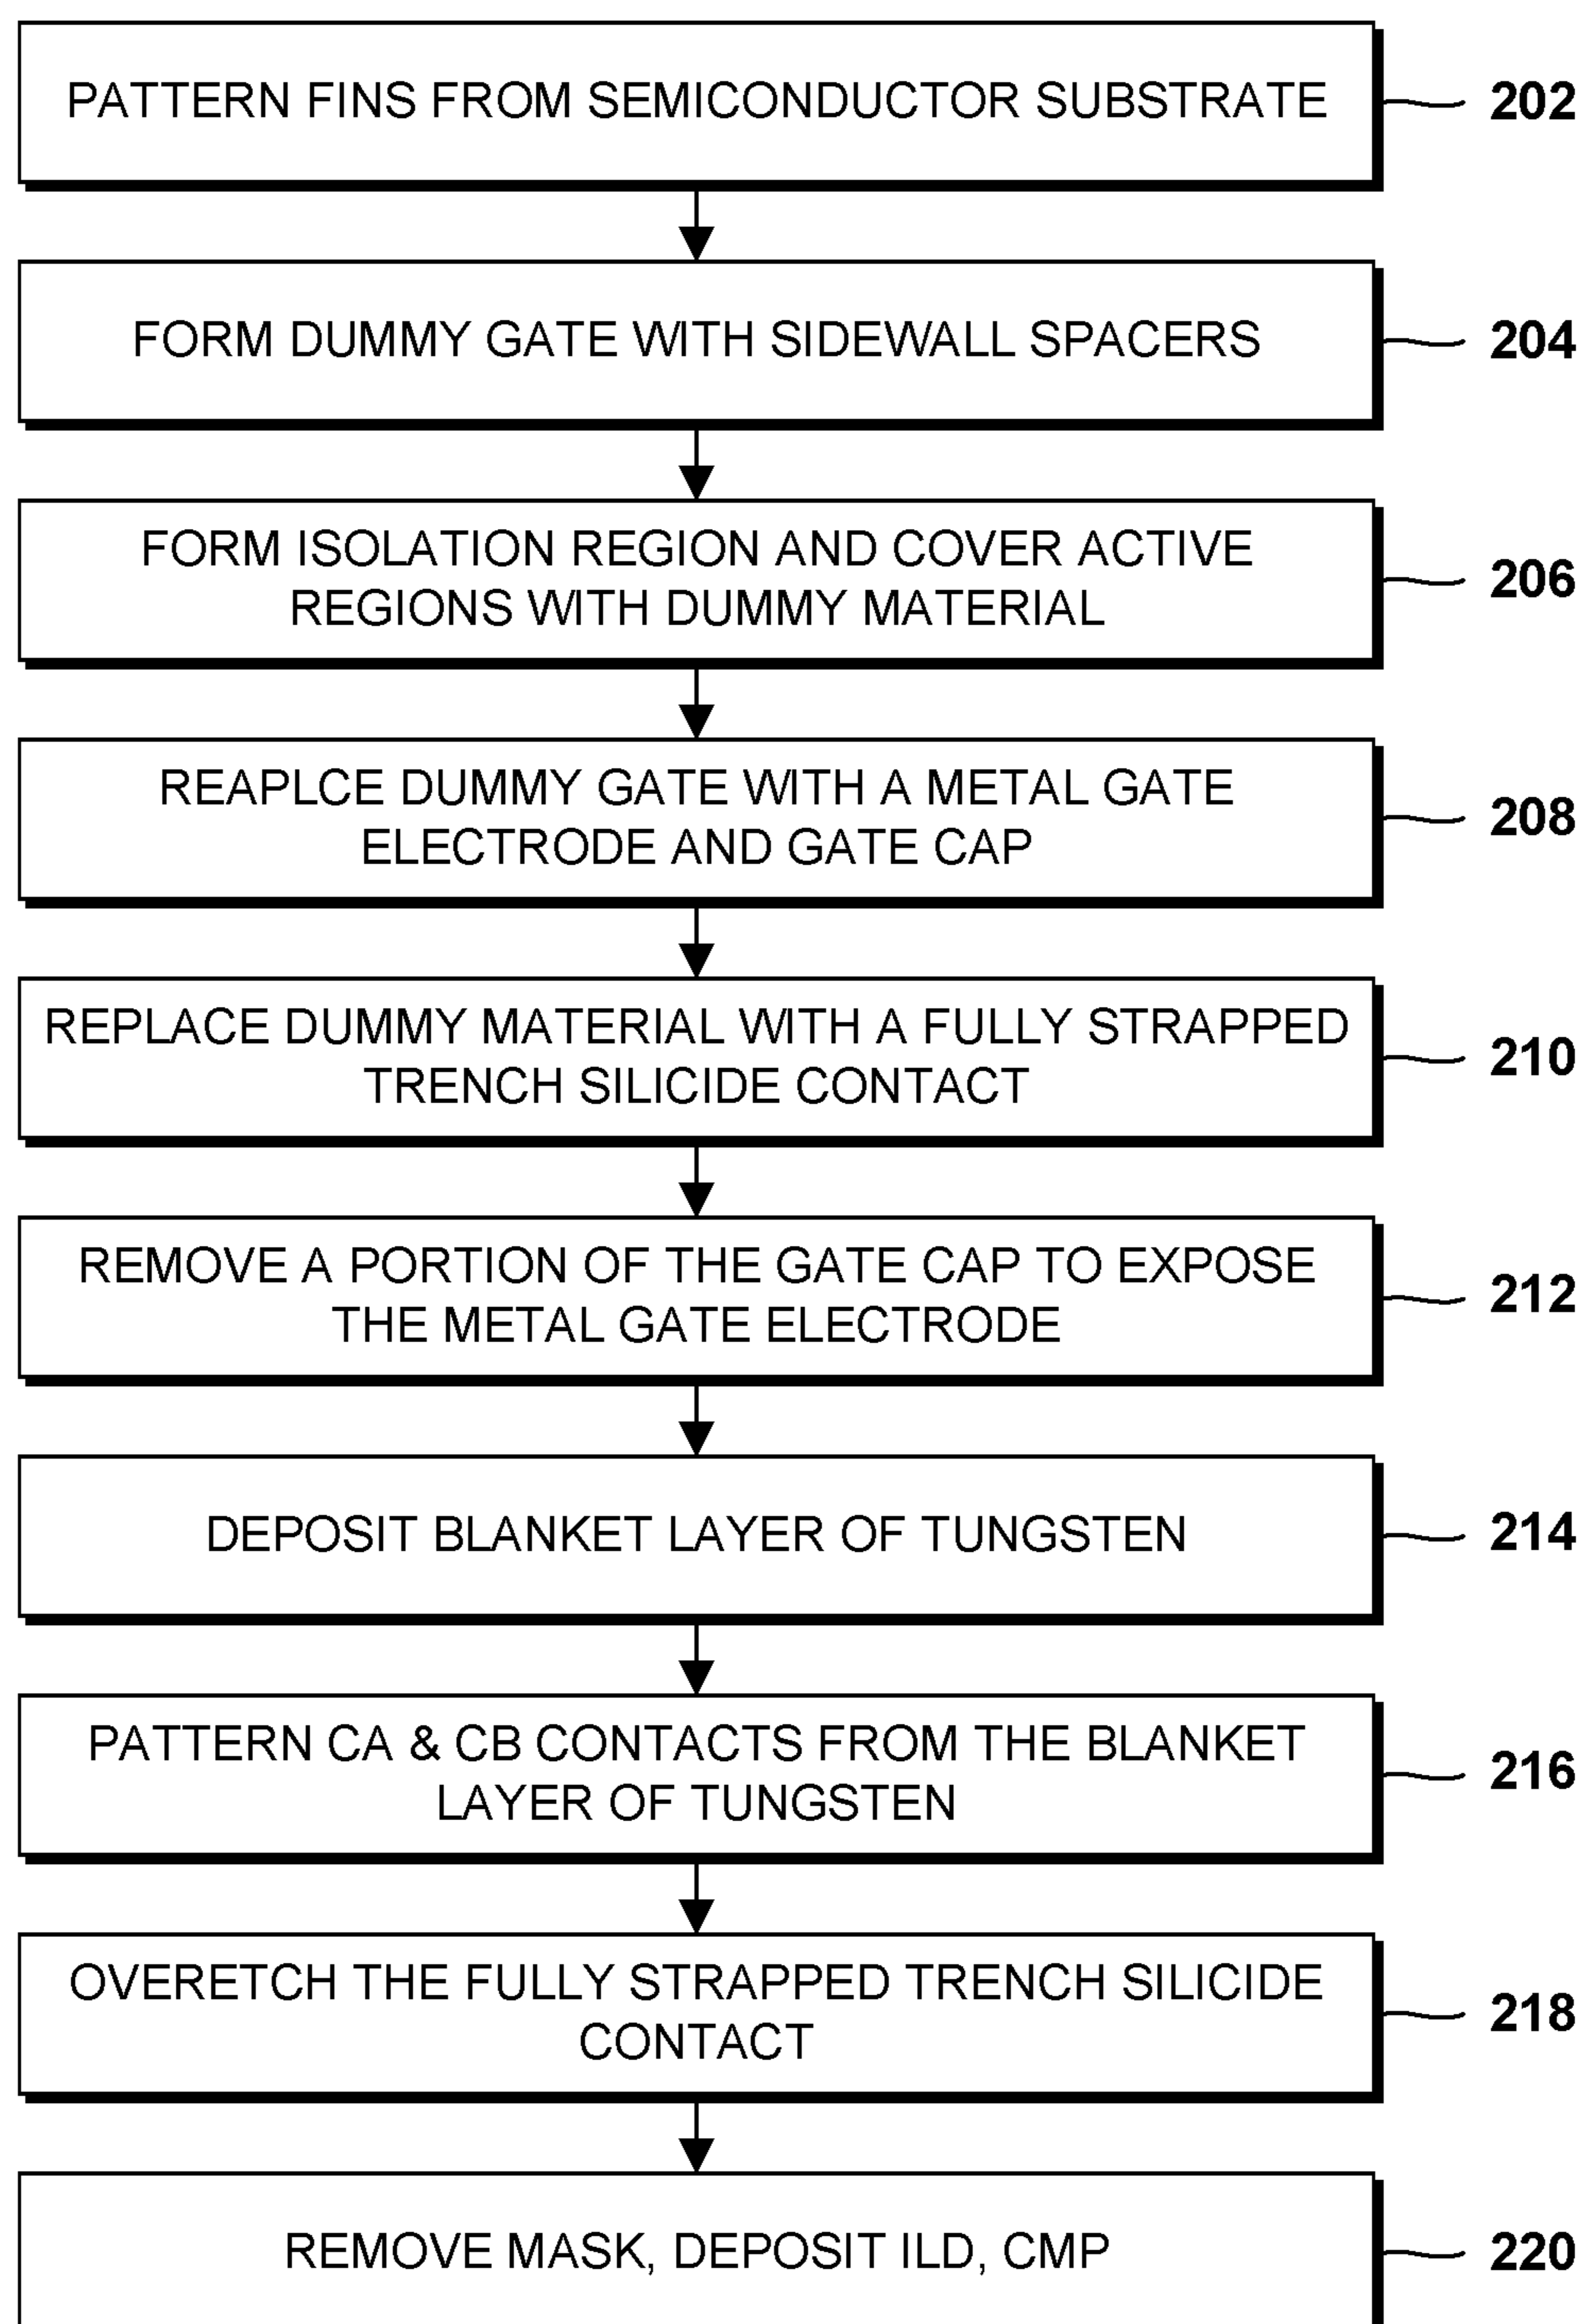 PATTERN FINS FROM SEMICONDUCTOR SUBSTRATE
202
FORM DUMMY GATE WITH SIDEWALL SPACERS
204
FORM ISOLATION REGION AND COVER ACTIVE
REGIONS WITH DUMMY MATERIAL
206
REAPLCE DUMMY GATE WITH A METAL GATE
ELECTRODE AND GATE CAP
208
REPLACE DUMMY MATERIAL WITH A FULLY STRAPPED
TRENCH SILICIDE CONTACT
210
REMOVE A PORTION OF THE GATE CAP TO EXPOSE
THE METAL GATE ELECTRODE
212
DEPOSIT BLANKET LAYER OF TUNGSTEN
214
PATTERN CA & CB CONTACTS FROM THE BLANKET
LAYER OF TUNGSTEN
216
OVERETCH THE FULLY STRAPPED TRENCH SILICIDE
CONTACT
218
REMOVE MASK, DEPOSIT ILD, CMP
220